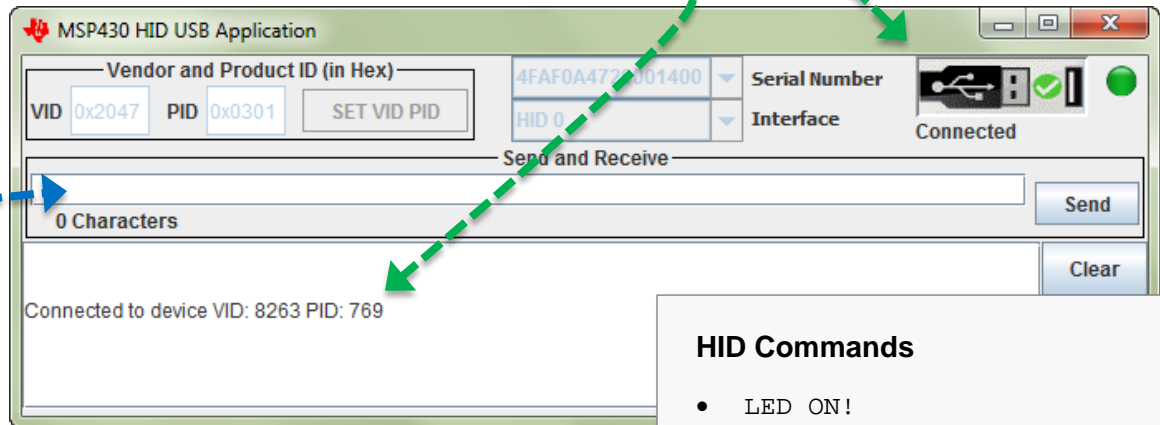 MSP430 HID USB Application
Vendor and Product ID (in Hex)
VID 0x2047 PID 0x0301 SET VID PID
Serial Number
HID 0 Interface
Connected
Send and Receive
Send
0 Characters
Clear
Connected to device VID: 8263 PID: 769
HID Commands
• LED ON!